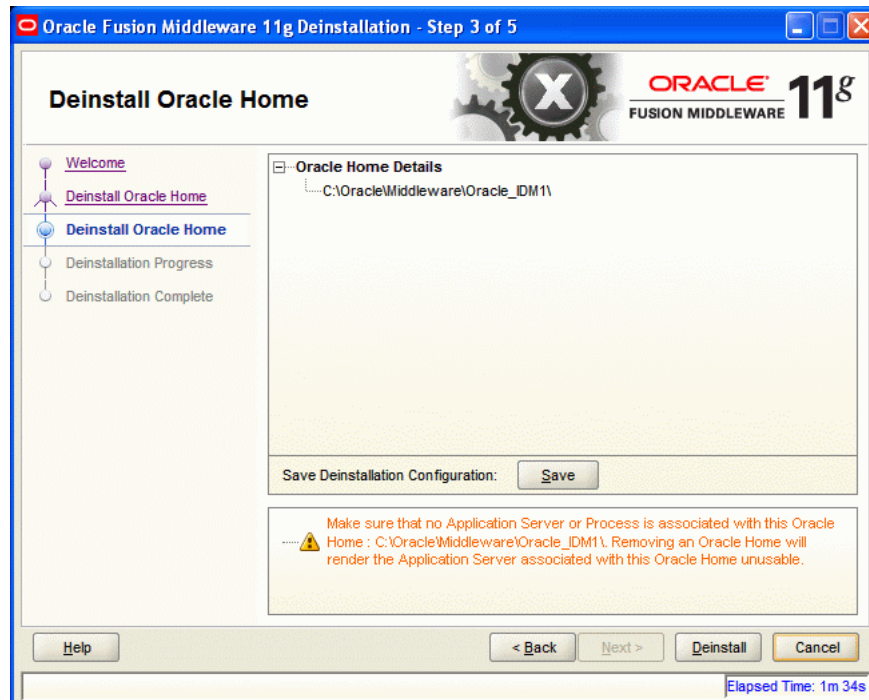 Oracle Fusion Middleware 11g Deinstallation - Step 3 of 5
Deinstall Oracle Home
ORACLE
FUSION MIDDLEWARE
11g
Welcome
Deinstall Oracle Home
Deinstall Oracle Home
Deinstallation Progress
Deinstallation Complete
Oracle Home Details
C:\Oracle\Middleware\Oracle_IDM1\
Save Deinstallation Configuration:
Save
Make sure that no Application Server or Process is associated with this Oracle
Home : C:\Oracle\Middleware\Oracle_IDM1\. Removing an Oracle Home will
render the Application Server associated with this Oracle Home unusable.
Help
< Back
Next >
Deinstall
Cancel
Elapsed Time: 1m 34s